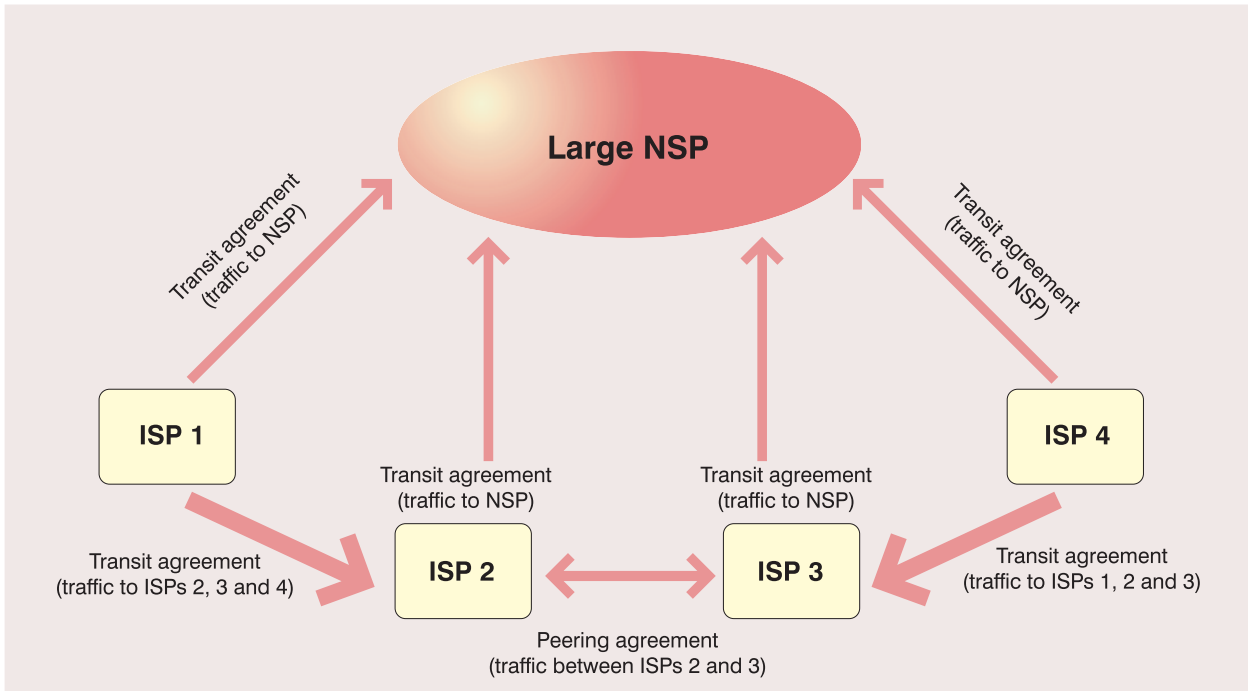 Large NSP
Transit agreement
(traffic to NSP)
Transit agreement
(traffic to NSP)
ISP 1
ISP 4
Transit agreement
(traffic to NSP)
Transit agreement
(traffic to NSP)
Transit agreement
(traffic to ISPs 2, 3 and 4)
ISP 2
ISP 3
Transit agreement
(traffic to ISPs 1, 2 and 3)
Peering agreement
(traffic between ISPs 2 and 3)